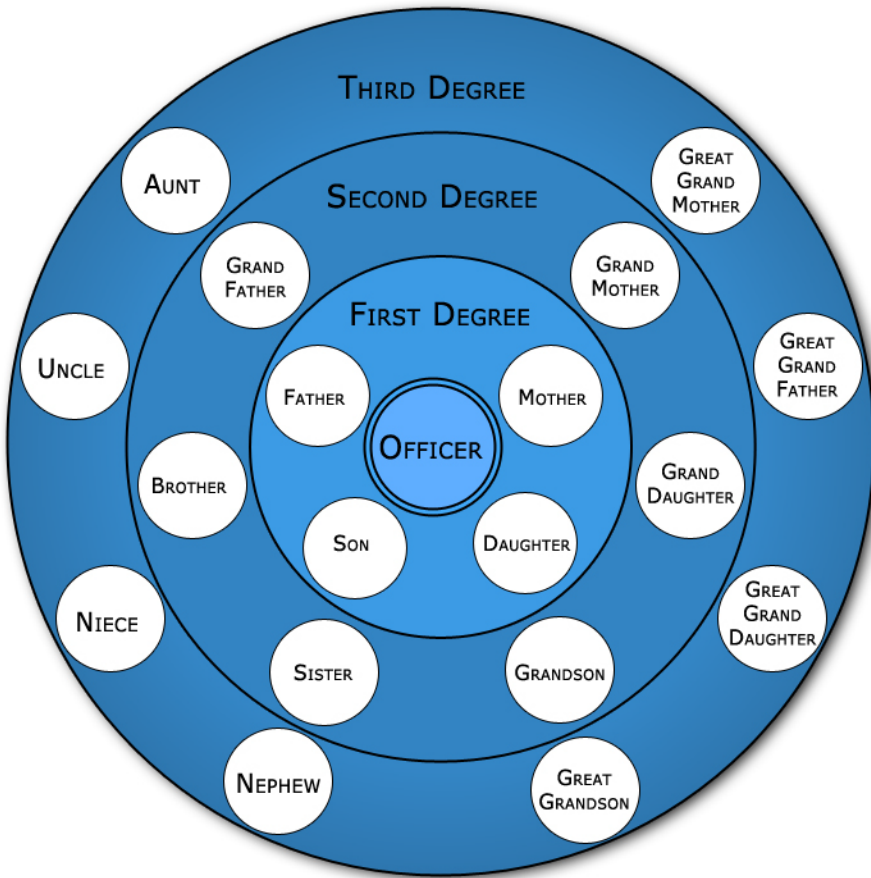 Third Degree
Aunt
Great
Grand
Mother
Second Degree
Grand
Father
Grand
Mother
First Degree
Uncle
Great
Grand
Father
Father
Mother
Officer
Brother
Grand
Daughter
Son
Daughter
Niece
Great
Grand
Daughter
Sister
Grandson
Nephew
Great
Grandson